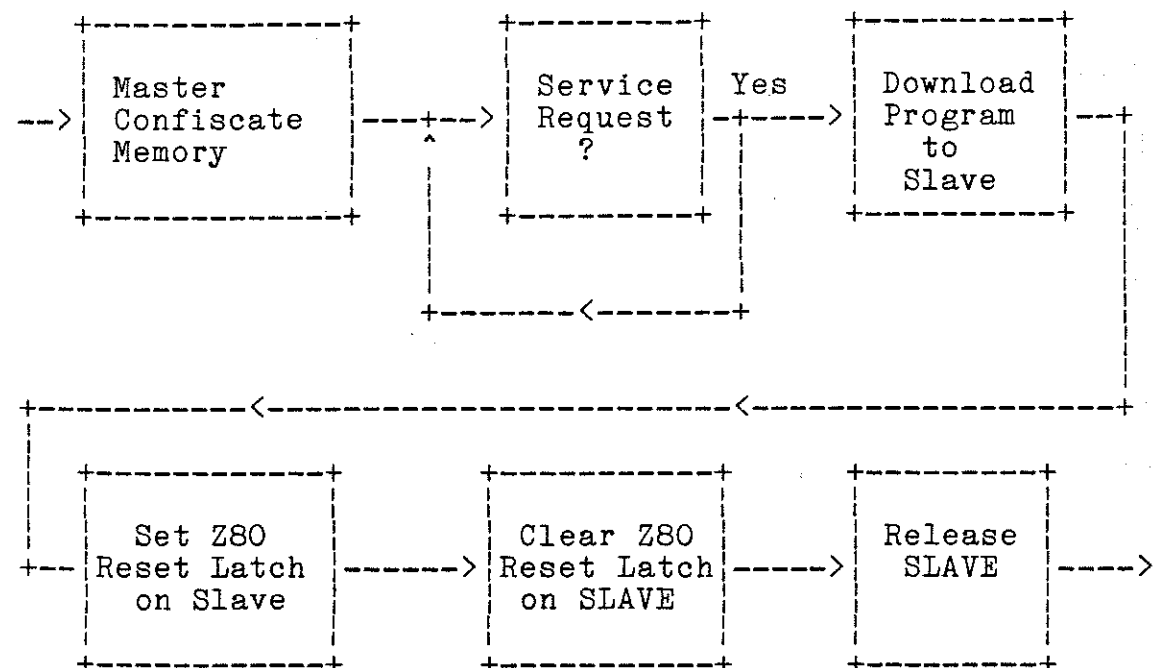 Master
Confiscate
Memory
Service
Request
?
Yes
Download
Program
to
Slave
Set Z80
Reset Latch
on Slave
Clear Z80
Reset Latch
on SLAVE
Release
SLAVE